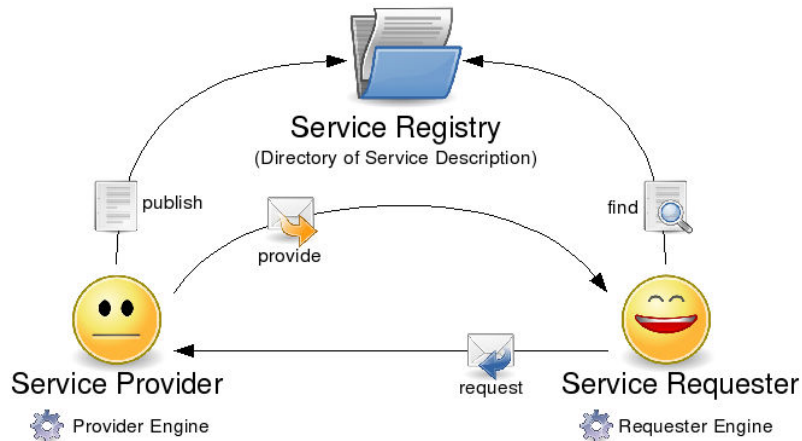 Service Registry
(Directory of Service Description)
publish
find
provide
request
Service Provider
Service Requester
Provider Engine
Requester Engine